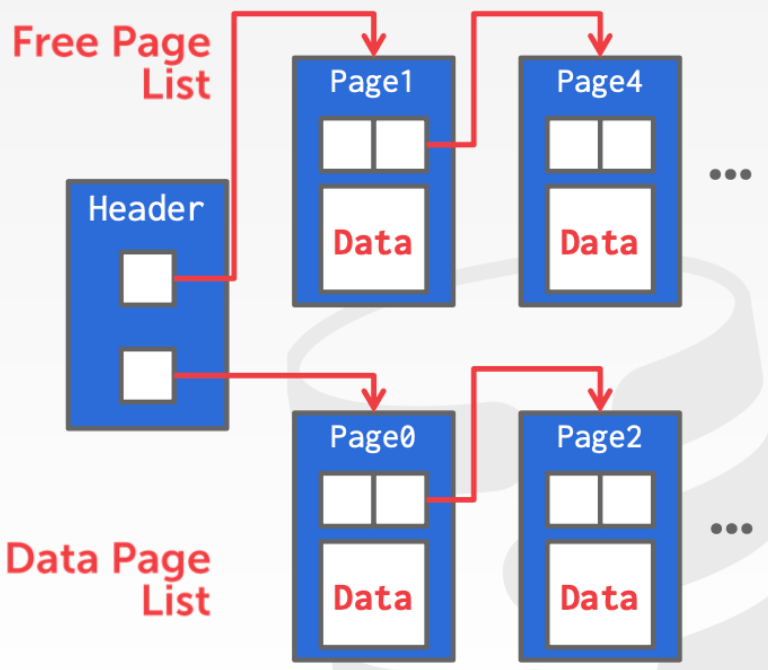 Free Page
List
Page1
Page4
Header
Data
Data
...
Page0
Page2
Data Page
List
Data
Data
...